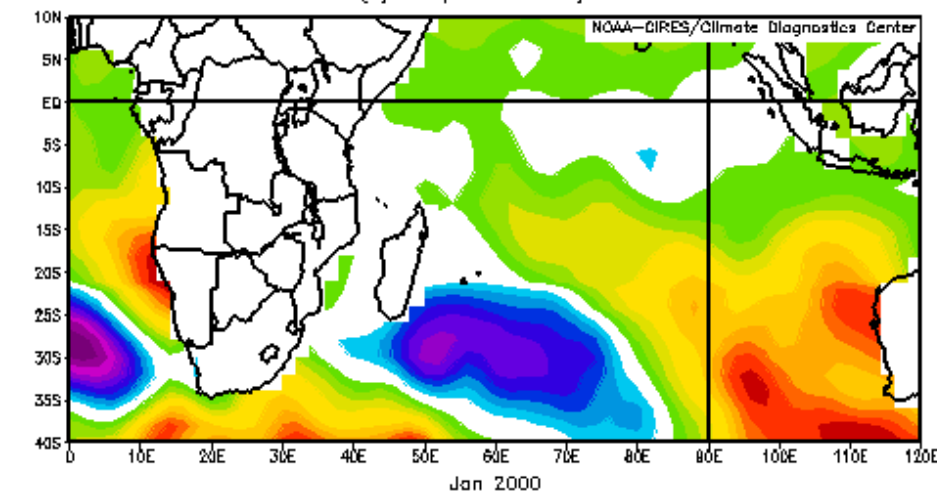 10N
NOAA-CIRES/Climate Diagnostics Center
5N
EQ
5S
10S
15S
20S
25S
30S
35S
40S
0 10E 20E 30E 40E 50E 60E 70E 80E 90E 100E 110E 120E
Jan 2000